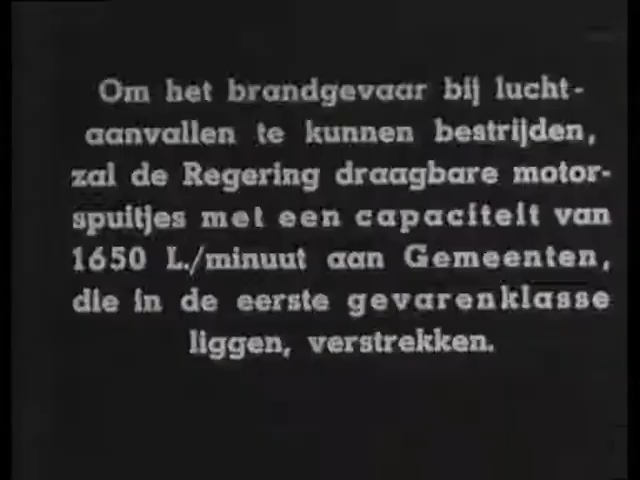 Om het brandgevaar bij lucht-
aanvallen te kunnen bestrijden,
zal de Regering draagbare motor-
spuitjes met een capaciteit van
1650 L./minuut aan Gemeenten,
die in de eerste gevarenklasse
liggen, verstrekken.